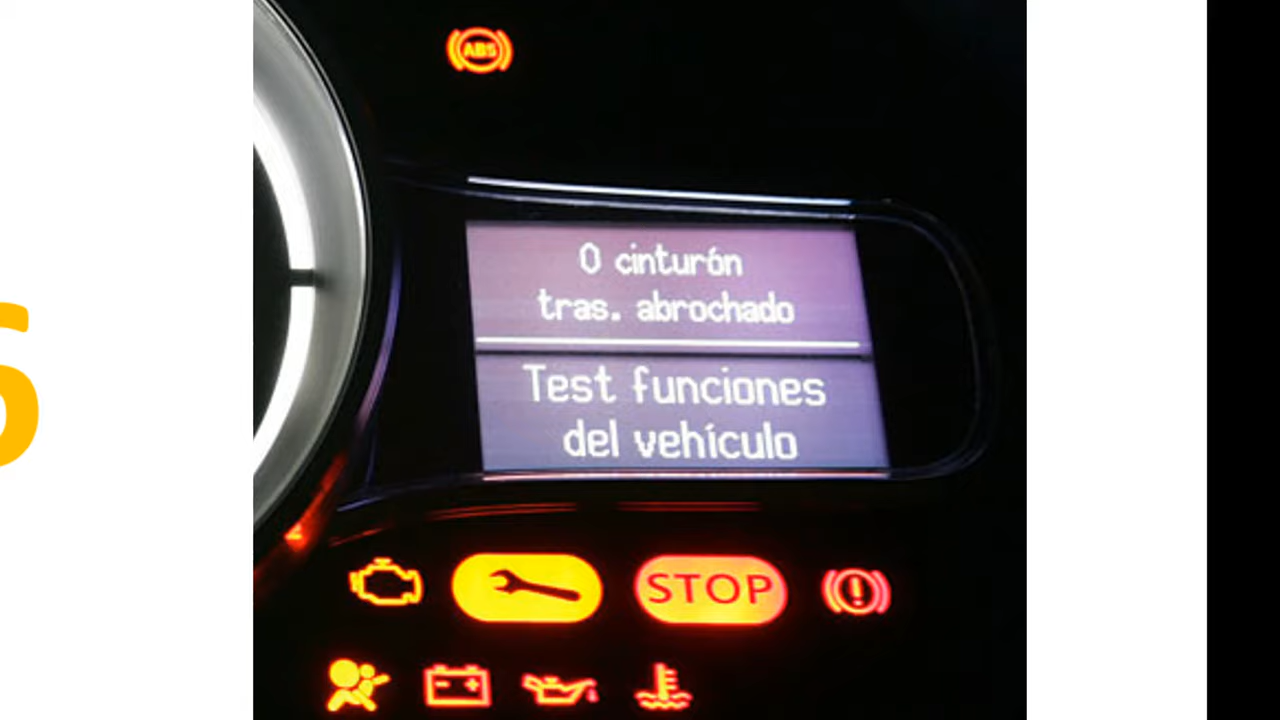 ABS
0 cinturón
tras. abrochado
Test funciones
del vehículo
STOP